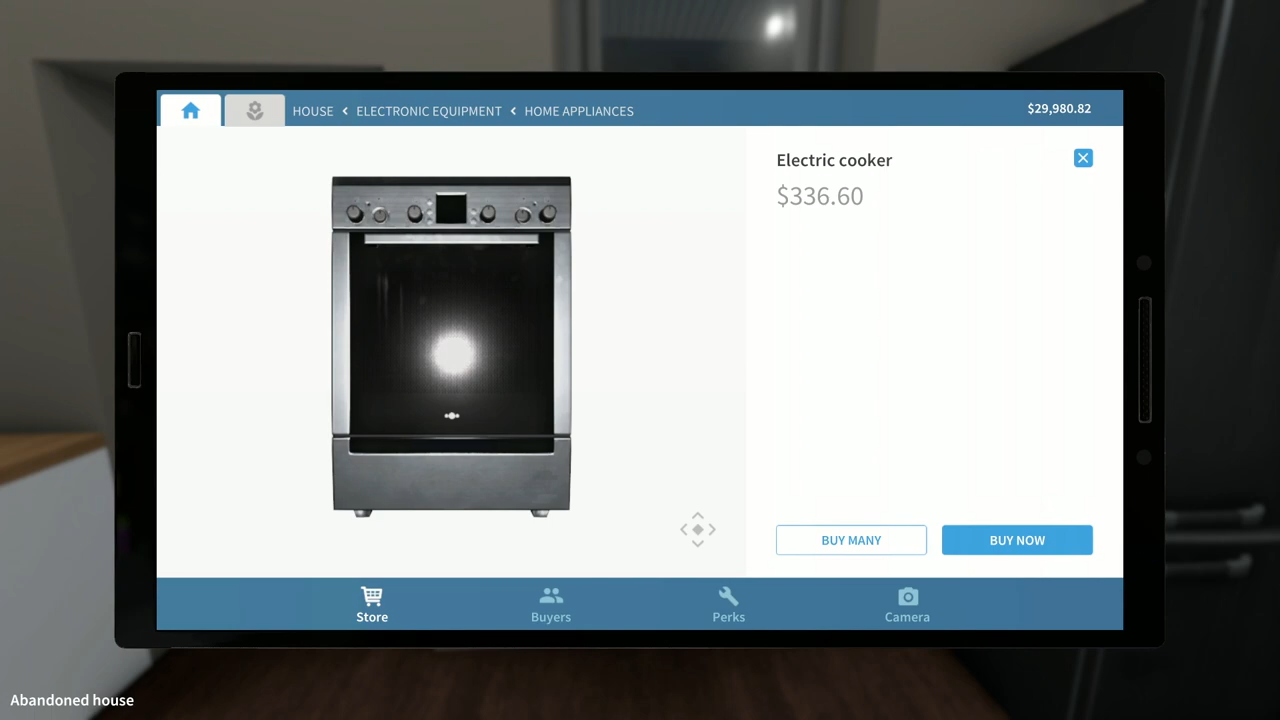 HOUSE < ELECTRONIC EQUIPMENT < HOME APPLIANCES
$29,980.82
Electric cooker
$336.60
BUY MANY
BUY NOW
Store
Buyers
Perks
Camera
Abandoned house